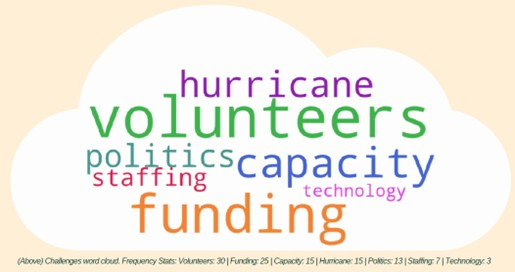 hurricane
volunteers
politics capacity
staffing
technology
funding
(Above) Challenges word cloud. Frequency Stats: Volunteers: 30 | Funding: 25 | Capacity: 15 | Hurricane: 15 | Politics: 13 | Staffing: 7 | Technology: 3